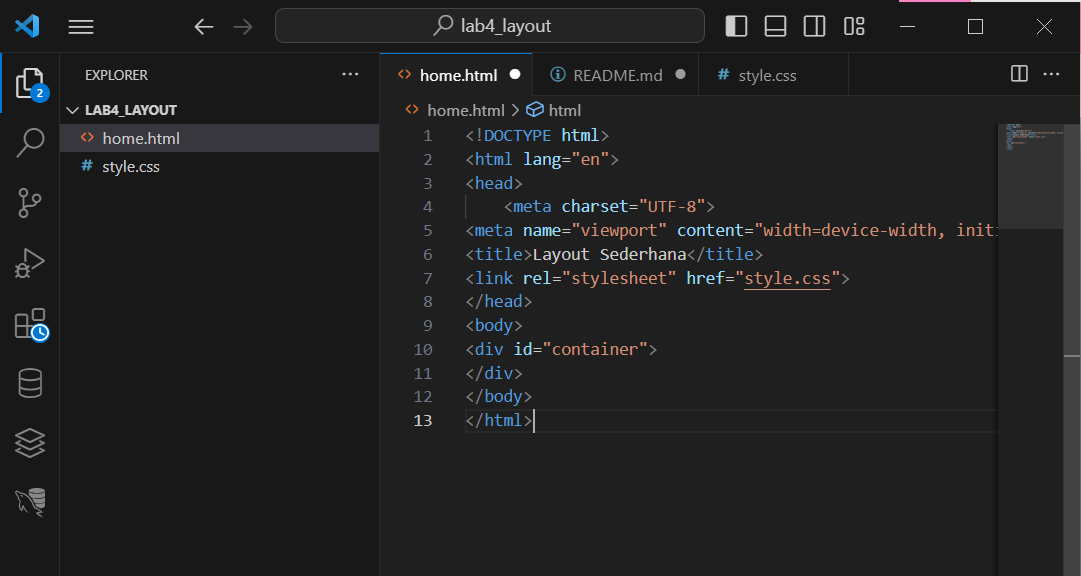 lab4_layout
EXPLORER
2
LAB4_LAYOUT
home.html
style.css
home.html README.md style.css
home.html > html
1 <!DOCTYPE html>
2 <html lang="en">
3 <head>
4 <meta charset="UTF-8">
5 <meta name="viewport" content="width=device-width, initi
6 <title>Layout Sederhana</title>
7 <link rel="stylesheet" href="style.css">
8 </head>
9 <body>
10 <div id="container">
11 </div>
12 </body>
13 </html>